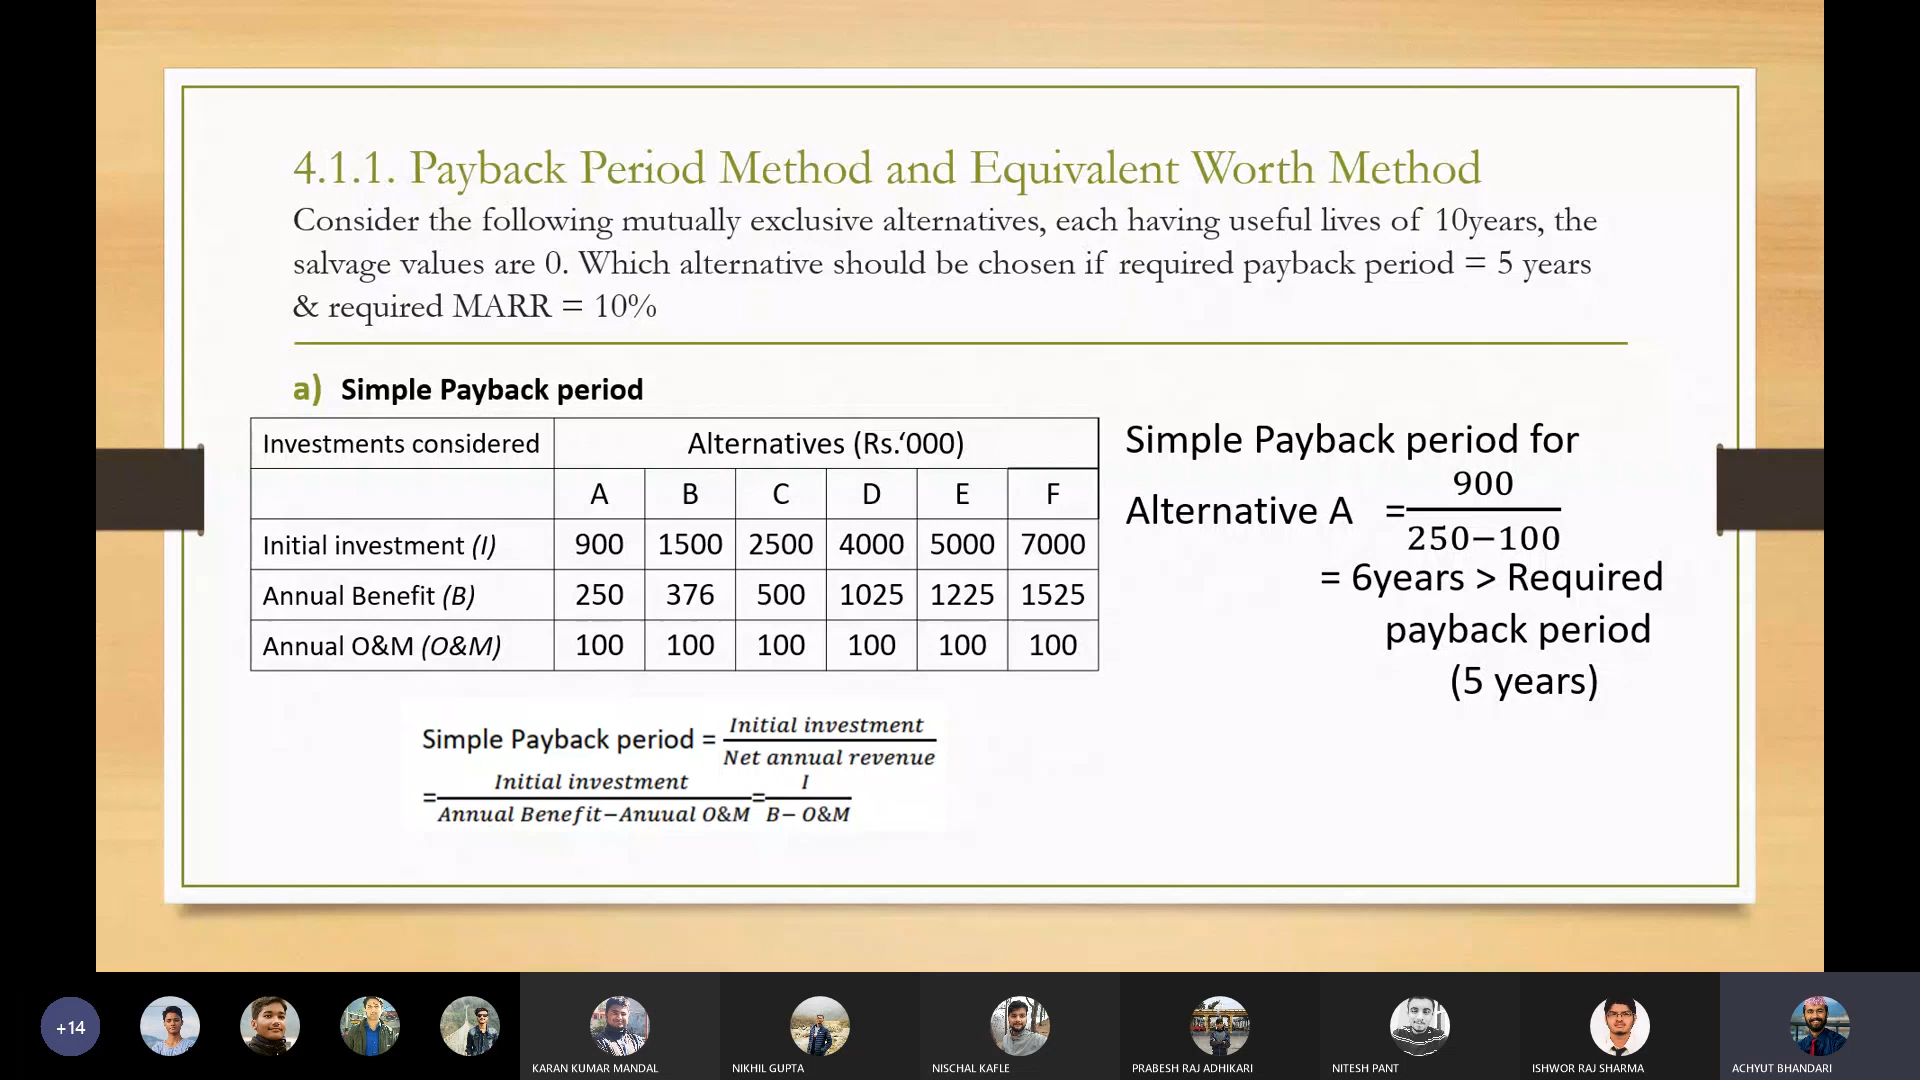 4.1.1. Payback Period Method and Equivalent Worth Method
Consider the following mutually exclusive alternatives, each having useful lives of 10years, the
salvage values are 0. Which alternative should be chosen if required payback period = 5 years
& required MARR = 10%
a) Simple Payback period
Investments considered Alternatives (Rs.‘000)
A B C D E F
Initial investment (I) 900 1500 2500 4000 5000 7000
Annual Benefit (B) 250 376 500 1025 1225 1525
Annual O&M (O&M) 100 100 100 100 100 100
Simple Payback period = Initial investment
Net annual revenue
= Initial investment = I
Annual Benefit−Anuual O&M B− O&M
Simple Payback period for
Alternative A = 900
250−100
= 6years > Required
payback period
(5 years)
+14
KARAN KUMAR MANDAL
NIKHIL GUPTA
NISCHAL KAFLE
PRABESH RAJ ADHIKARI
NITESH PANT
ISHWOR RAJ SHARMA
ACHYUT BHANDARI